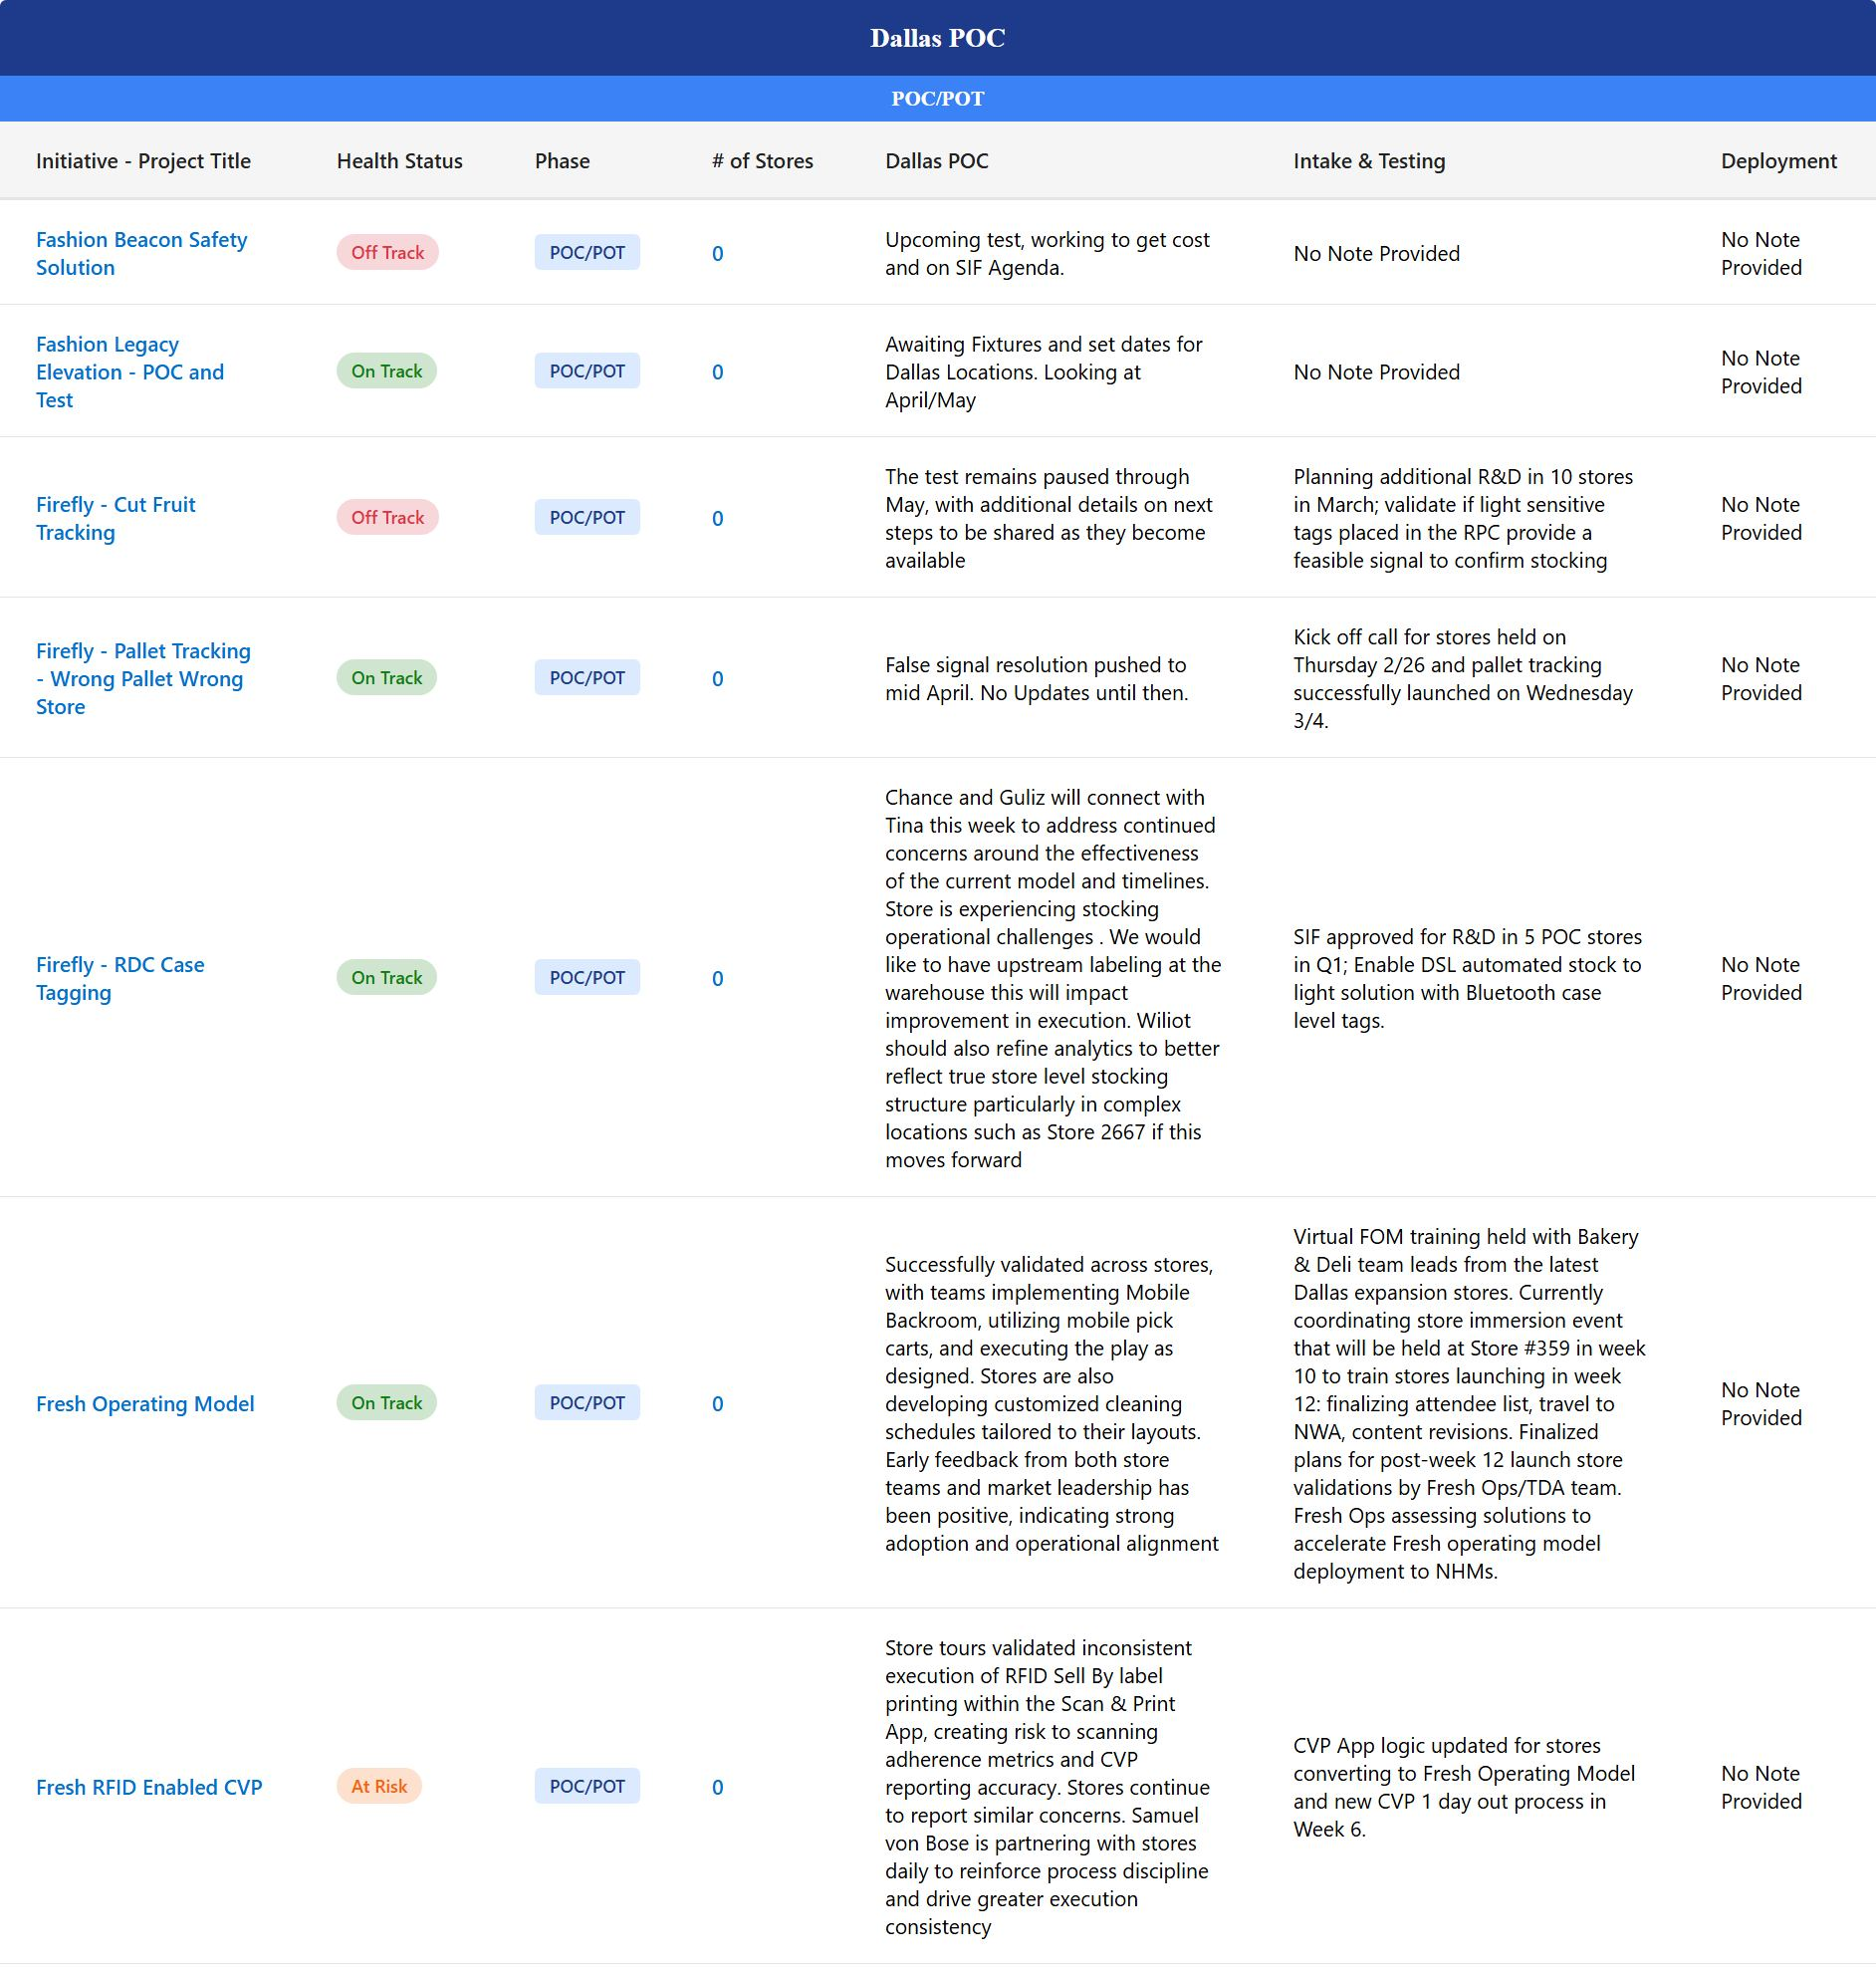 Dallas POC
POC/POT
Initiative - Project Title
Health Status
Phase
# of Stores
Dallas POC
Intake & Testing
Deployment
Fashion Beacon Safety
Solution
Off Track
POC/POT
0
Upcoming test, working to get cost
and on SIF Agenda.
No Note Provided
No Note
Provided
Fashion Legacy
Elevation - POC and
Test
On Track
POC/POT
0
Awaiting Fixtures and set dates for
Dallas Locations. Looking at
April/May
No Note Provided
No Note
Provided
Firefly - Cut Fruit
Tracking
Off Track
POC/POT
0
The test remains paused through
May, with additional details on next
steps to be shared as they become
available
Planning additional R&D in 10 stores
in March; validate if light sensitive
tags placed in the RPC provide a
feasible signal to confirm stocking
No Note
Provided
Firefly - Pallet Tracking
- Wrong Pallet Wrong
Store
On Track
POC/POT
0
False signal resolution pushed to
mid April. No Updates until then.
Kick off call for stores held on
Thursday 2/26 and pallet tracking
successfully launched on Wednesday
3/4.
No Note
Provided
Firefly - RDC Case
Tagging
On Track
POC/POT
0
Chance and Guliz will connect with
Tina this week to address continued
concerns around the effectiveness
of the current model and timelines.
Store is experiencing stocking
operational challenges . We would
like to have upstream labeling at the
warehouse this will impact
improvement in execution. Wiliot
should also refine analytics to better
reflect true store level stocking
structure particularly in complex
locations such as Store 2667 if this
moves forward
SIF approved for R&D in 5 POC stores
in Q1; Enable DSL automated stock to
light solution with Bluetooth case
level tags.
No Note
Provided
Fresh Operating Model
On Track
POC/POT
0
Successfully validated across stores,
with teams implementing Mobile
Backroom, utilizing mobile pick
carts, and executing the play as
designed. Stores are also
developing customized cleaning
schedules tailored to their layouts.
Early feedback from both store
teams and market leadership has
been positive, indicating strong
adoption and operational alignment
Virtual FOM training held with Bakery
& Deli team leads from the latest
Dallas expansion stores. Currently
coordinating store immersion event
that will be held at Store #359 in week
10 to train stores launching in week
12: finalizing attendee list, travel to
NWA, content revisions. Finalized
plans for post-week 12 launch store
validations by Fresh Ops/TDA team.
Fresh Ops assessing solutions to
accelerate Fresh operating model
deployment to NHMs.
No Note
Provided
Fresh RFID Enabled CVP
At Risk
POC/POT
0
Store tours validated inconsistent
execution of RFID Sell By label
printing within the Scan & Print
App, creating risk to scanning
adherence metrics and CVP
reporting accuracy. Stores continue
to report similar concerns. Samuel
von Bose is partnering with stores
daily to reinforce process discipline
and drive greater execution
consistency
CVP App logic updated for stores
converting to Fresh Operating Model
and new CVP 1 day out process in
Week 6.
No Note
Provided